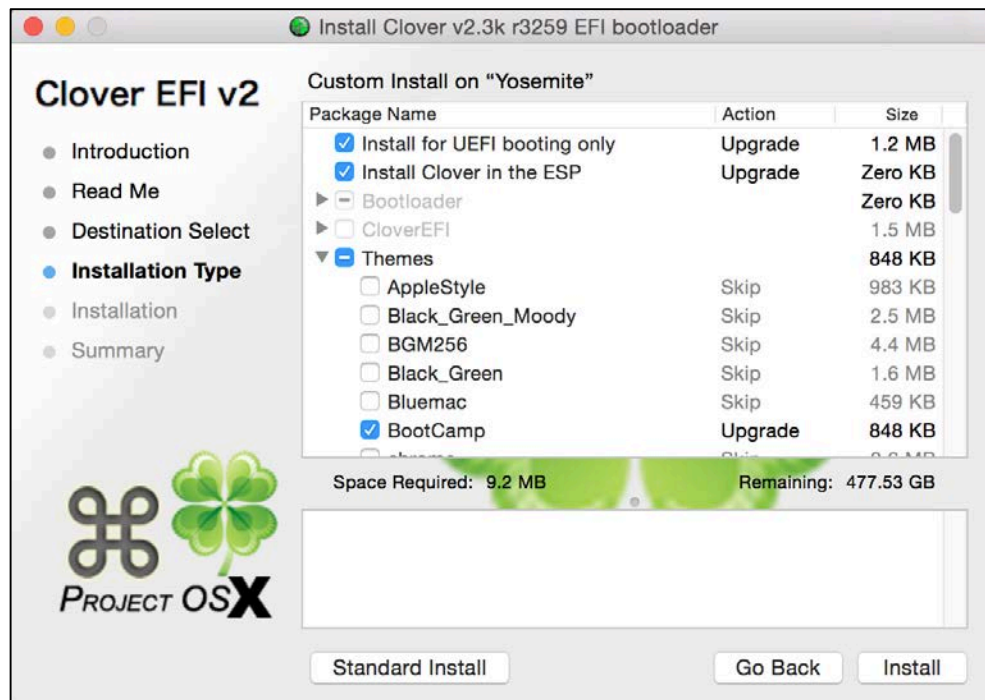 Install Clover v2.3k r3259 EFI bootloader
Clover EFI v2
Introduction
Read Me
Destination Select
Installation Type
Installation
Summary
PROJECT OSX
Custom Install on “Yosemite”
Package Name Action Size
Install for UEFI booting only Upgrade 1.2 MB
Install Clover in the ESP Upgrade Zero KB
Bootloader Zero KB
CloverEFI 1.5 MB
Themes 848 KB
AppleStyle Skip 983 KB
Black_Green_Moody Skip 2.5 MB
BGM256 Skip 4.4 MB
Black_Green Skip 1.6 MB
Bluemac Skip 459 KB
BootCamp Upgrade 848 KB
Space Required: 9.2 MB Remaining: 477.53 GB
Standard Install Go Back Install